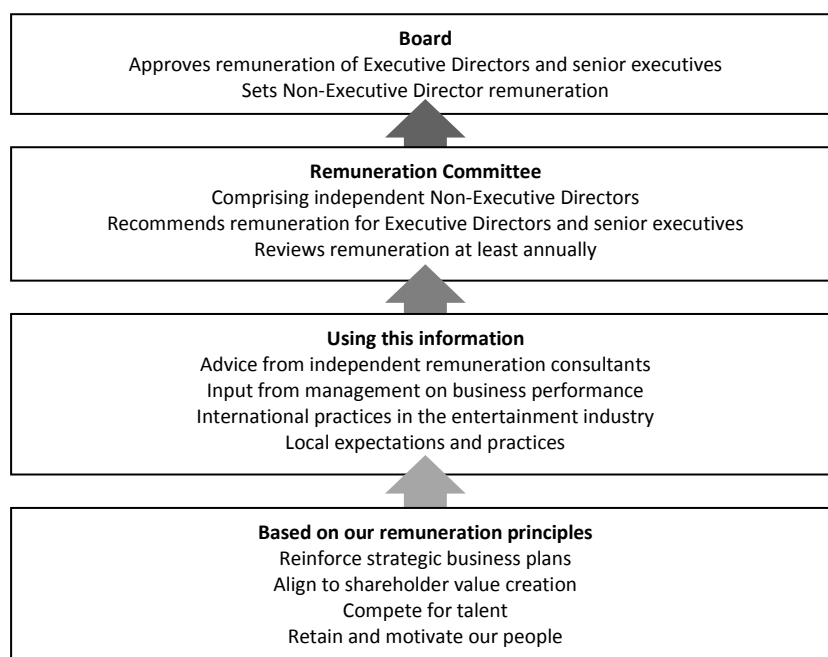 Board
Approves remuneration of Executive Directors and senior executives
Sets Non-Executive Director remuneration
Remuneration Committee
Comprising independent Non-Executive Directors
Recommends remuneration for Executive Directors and senior executives
Reviews remuneration at least annually
Using this information
Advice from independent remuneration consultants
Input from management on business performance
International practices in the entertainment industry
Local expectations and practices
Based on our remuneration principles
Reinforce strategic business plans
Align to shareholder value creation
Compete for talent
Retain and motivate our people